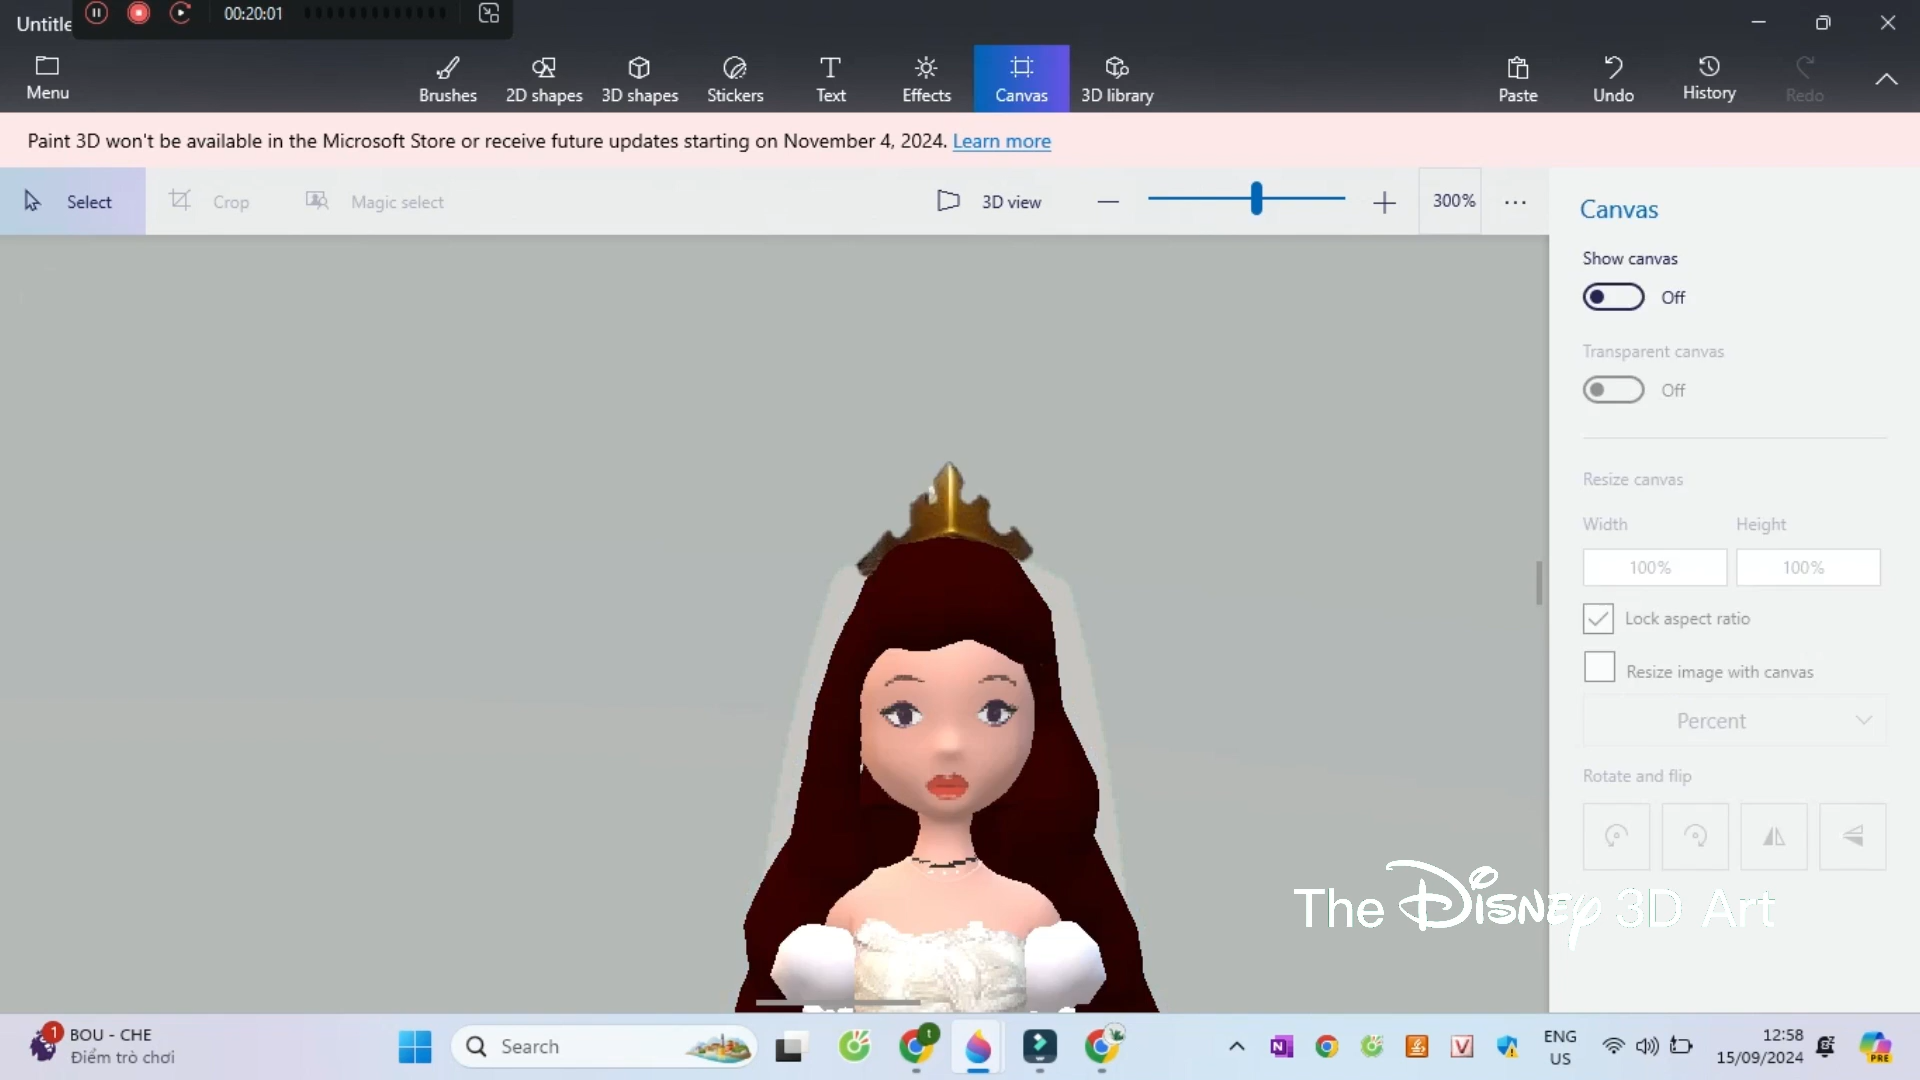 Untitle
00:20:01
Menu
Brushes
2D shapes
3D shapes
Stickers
Text
Effects
Canvas
3D library
Paste
Undo
History
Redo
Paint 3D won't be available in the Microsoft Store or receive future updates starting on November 4, 2024. Learn more
Select
Crop
Magic select
3D view
300%
Canvas
Show canvas
Off
Transparent canvas
Off
Resize canvas
Width Height
100% 100%
Lock aspect ratio
Resize image with canvas
Percent
Rotate and flip
The Disney 3D Art
1
BOU - CHE
Điểm trò chơi
Search
ENG
US
12:58
15/09/2024
PRE